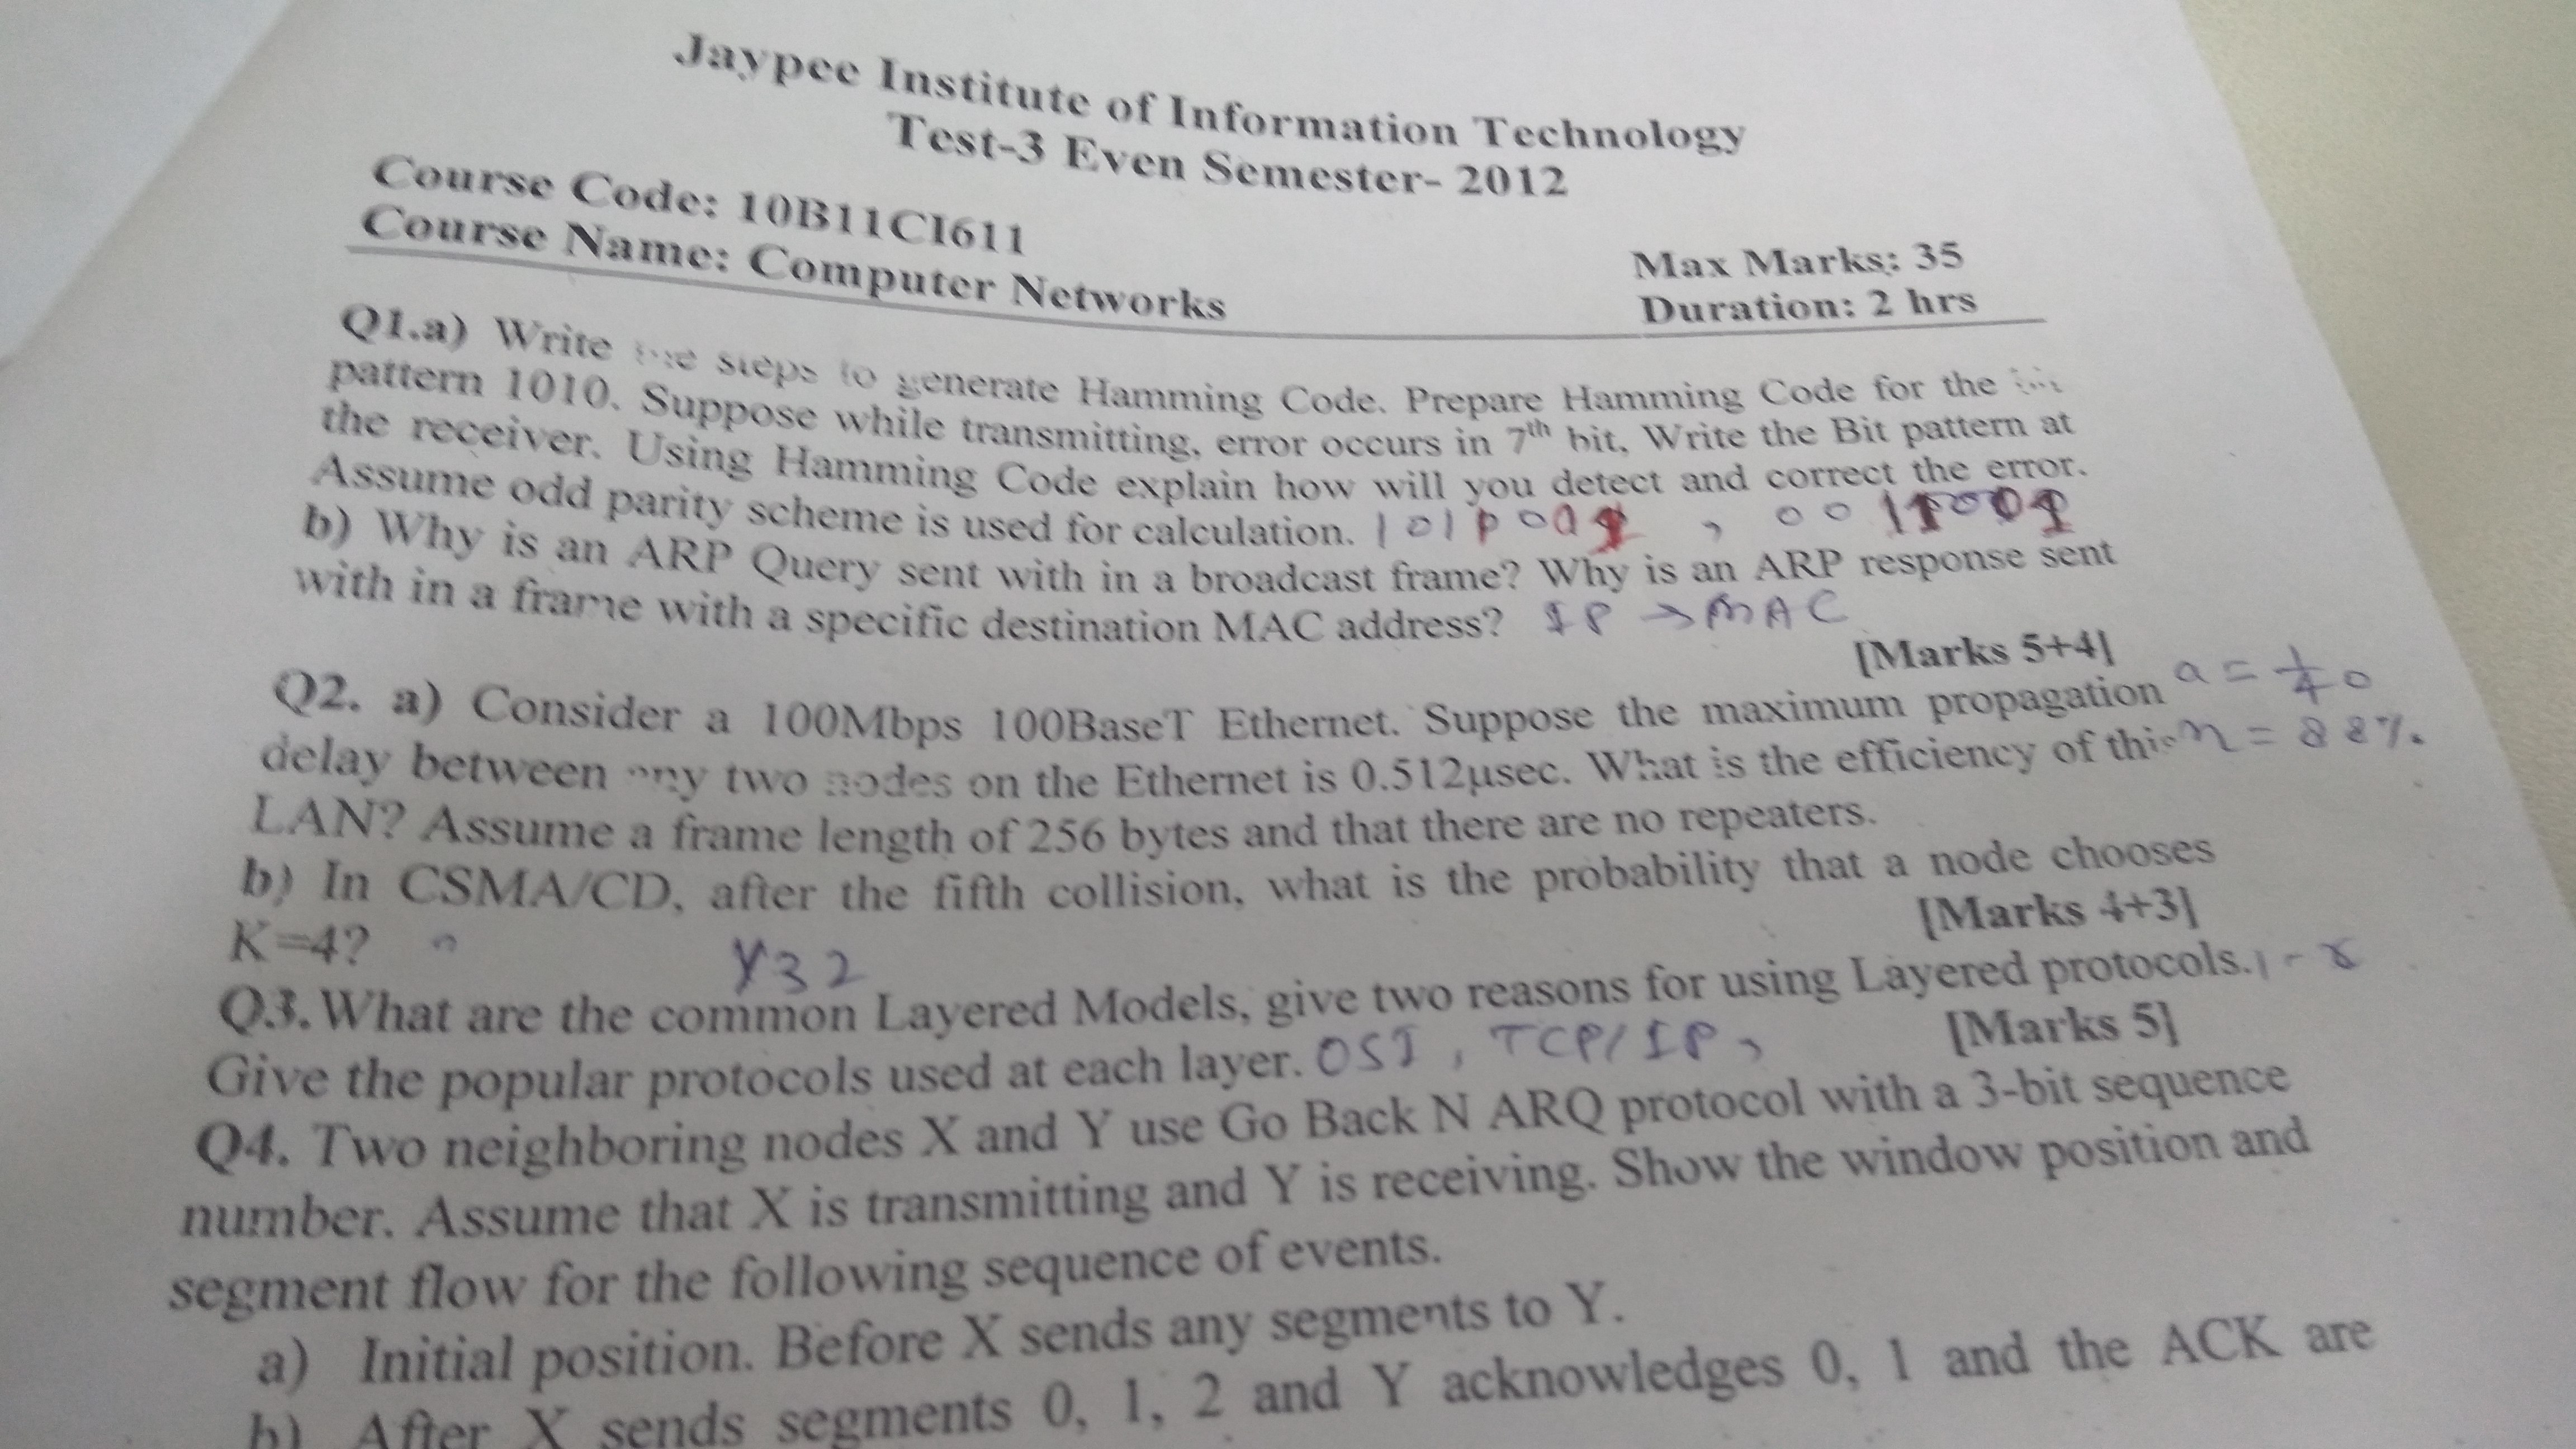 Jaypee Institute of Information Technology
Test-3 Even Semester- 2012
Course Code: 10B11CI611
Course Name: Computer Networks
Max Marks: 35
Duration: 2 hrs
Q1.a) Write the steps to generate Hamming Code. Prepare Hamming Code for the
pattern 1010. Suppose while transmitting, error occurs in 7th bit, Write the Bit pattern at
the receiver. Using Hamming Code explain how will you detect and correct the error.
Assume odd parity scheme is used for calculation. 101
b) Why is an ARP Query sent with in a broadcast frame? Why is an ARP response sent
with in a frame with a specific destination MAC address? IP → MAC
[Marks 5+4]
Q2. a) Consider a 100Mbps 100BaseT Ethernet. Suppose the maximum propagation a = 1/40
delay between any two nodes on the Ethernet is 0.512µsec. What is the efficiency of this η = 88%.
LAN? Assume a frame length of 256 bytes and that there are no repeaters.
b) In CSMA/CD, after the fifth collision, what is the probability that a node chooses
K=4? 1/32
[Marks 4+3]
Q3.What are the common Layered Models, give two reasons for using Layered protocols.
Give the popular protocols used at each layer. OSI, TCP/IP,
[Marks 5]
Q4. Two neighboring nodes X and Y use Go Back N ARQ protocol with a 3-bit sequence
number. Assume that X is transmitting and Y is receiving. Show the window position and
segment flow for the following sequence of events.
a) Initial position. Before X sends any segments to Y.
b) After X sends segments 0, 1, 2 and Y acknowledges 0, 1 and the ACK are